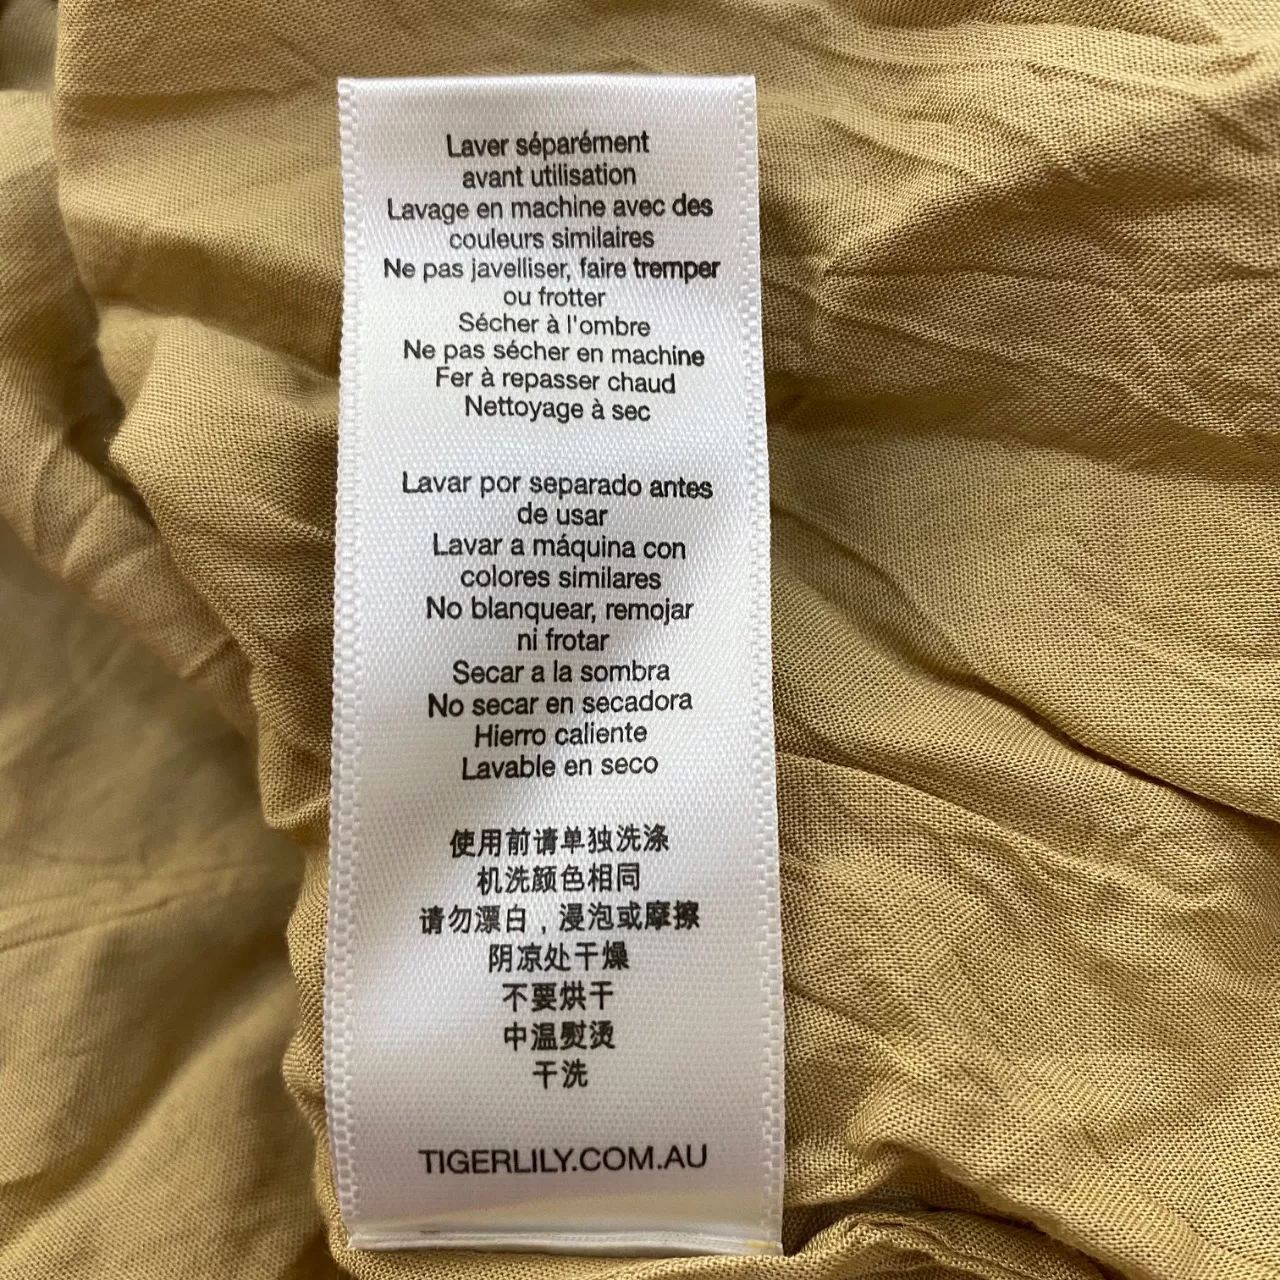 Laver séparément
avant utilisation
Lavage en machine avec des
couleurs similaires
Ne pas javelliser, faire tremper
ou frotter
Sécher à l'ombre
Ne pas sécher en machine
Fer à repasser chaud
Nettoyage à sec
Lavar por separado antes
de usar
Lavar a máquina con
colores similares
No blanquear, remojar
ni frotar
Secar a la sombra
No secar en secadora
Hierro caliente
Lavable en seco
使用前请单独洗涤
机洗颜色相同
请勿漂白，浸泡或摩擦
阴凉处干燥
不要烘干
中温熨烫
干洗
TIGERLILY.COM.AU